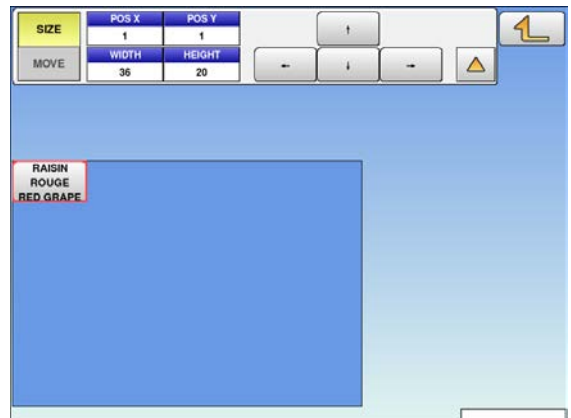 SIZE
POS X
POS Y
1
1
MOVE
WIDTH
HEIGHT
36
20
RAISIN
ROUGE
RED GRAPE